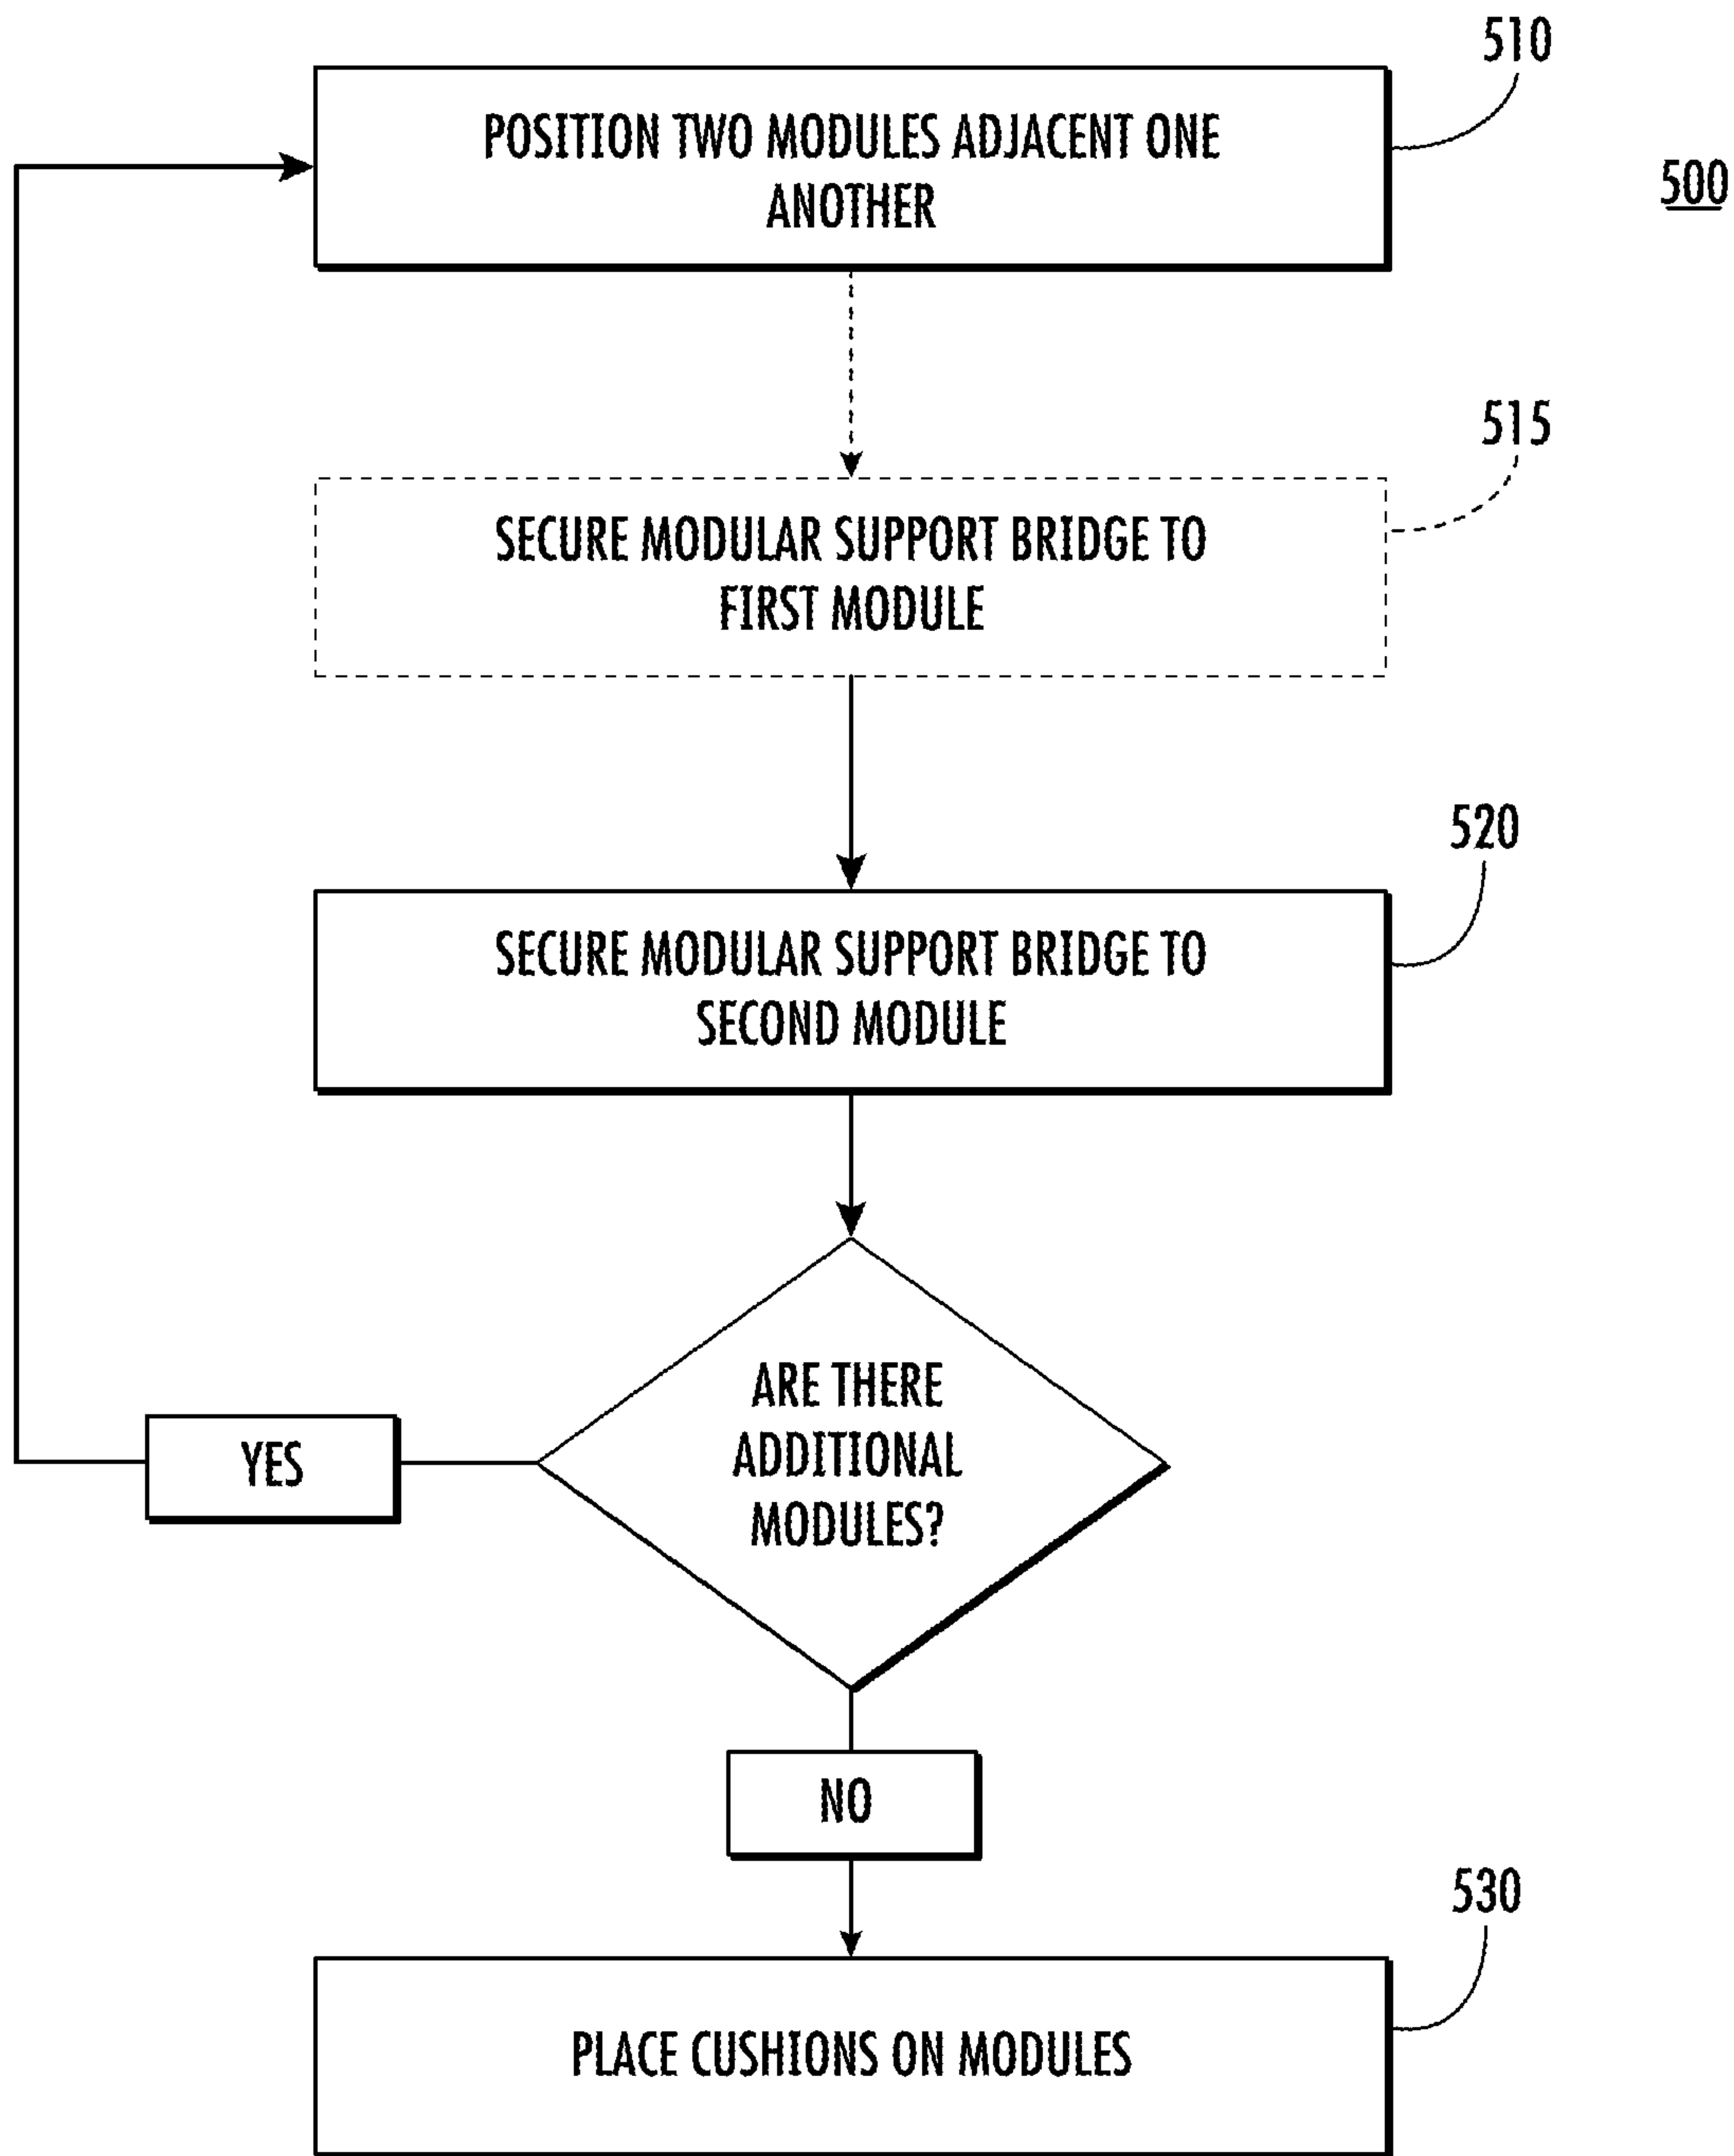 510
POSITION TWO MODULES ADJACENT ONE
ANOTHER
500
515
SECURE MODULAR SUPPORT BRIDGE TO
FIRST MODULE
520
SECURE MODULAR SUPPORT BRIDGE TO
SECOND MODULE
ARE THERE
ADDITIONAL
MODULES?
YES
NO
530
PLACE CUSHIONS ON MODULES